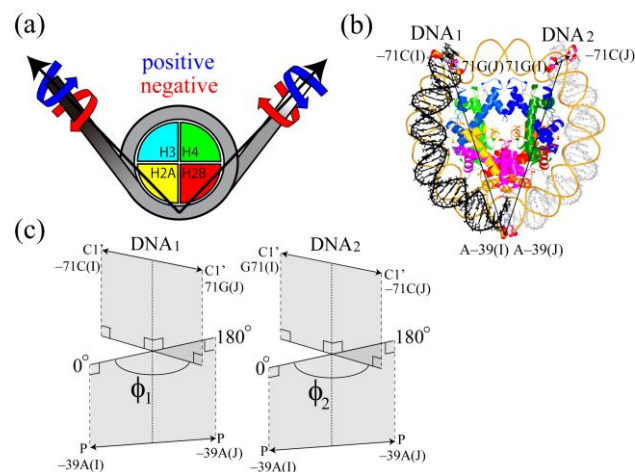 (a)
positive
negative
H3 H4
H2A H2B
(b)
DNA1 DNA2
–71C(I) 71G(J) 71G(I) –71C(J)
A–39(I) A–39(J)
(c)
DNA1
C1'
–71C(I)
C1'
71G(J)
180°
0°
ϕ1
P
–39A(I)
P
–39A(J)
DNA2
C1'
G71(I)
C1'
–71C(J)
180°
0°
ϕ2
P
–39A(I)
P
–39A(J)